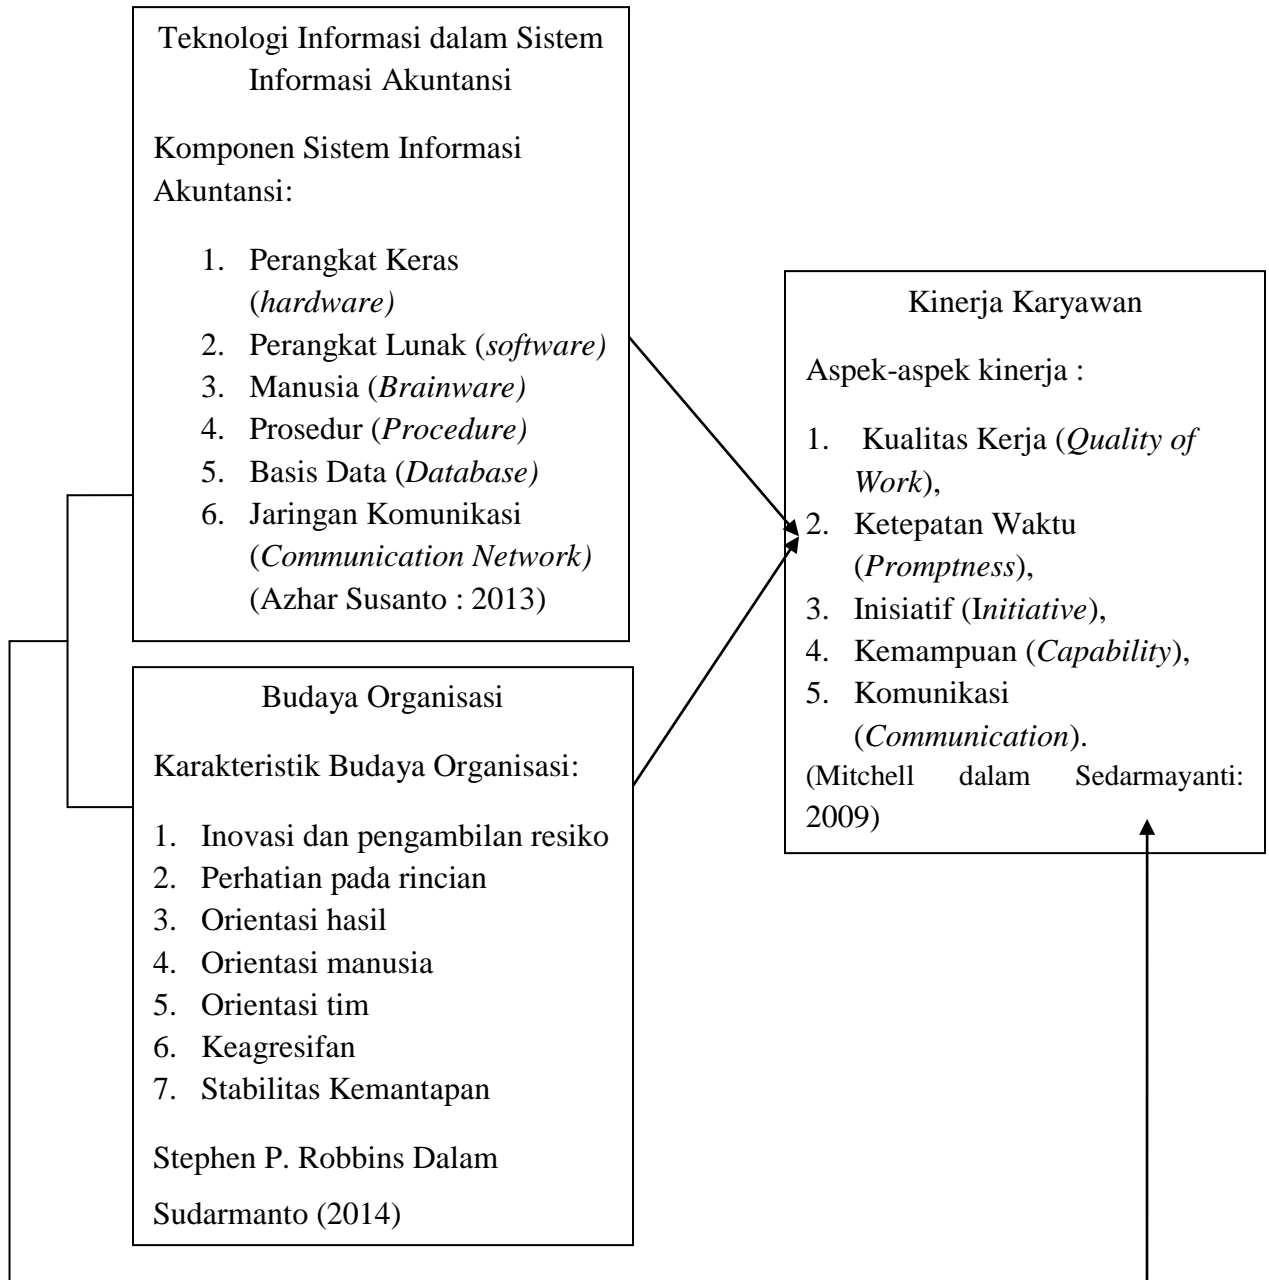 Teknologi Informasi dalam Sistem
Informasi Akuntansi
Komponen Sistem Informasi
Akuntansi:
1. Perangkat Keras
(hardware)
2. Perangkat Lunak (software)
3. Manusia (Brainware)
4. Prosedur (Procedure)
5. Basis Data (Database)
6. Jaringan Komunikasi
(Communication Network)
(Azhar Susanto : 2013)
Budaya Organisasi
Karakteristik Budaya Organisasi:
1. Inovasi dan pengambilan resiko
2. Perhatian pada rincian
3. Orientasi hasil
4. Orientasi manusia
5. Orientasi tim
6. Keagresifan
7. Stabilitas Kemantapan
Stephen P. Robbins Dalam
Sudarmanto (2014)
Kinerja Karyawan
Aspek-aspek kinerja :
1. Kualitas Kerja (Quality of
Work),
2. Ketepatan Waktu
(Promptness),
3. Inisiatif (Initiative),
4. Kemampuan (Capability),
5. Komunikasi
(Communication).
(Mitchell dalam Sedarmayanti:
2009)